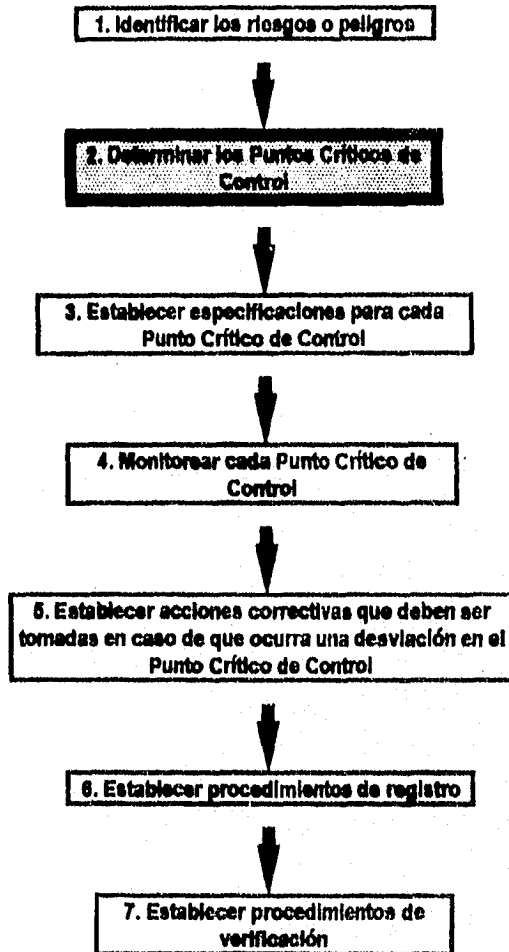 1. Identificar los riesgos o peligros
2. Determinar los Puntos Críticos de
Control
3. Establecer especificaciones para cada
Punto Crítico de Control
4. Monitorear cada Punto Crítico de
Control
5. Establecer acciones correctivas que deben ser
tomadas en caso de que ocurra una desviación en el
Punto Crítico de Control
6. Establecer procedimientos de registro
7. Establecer procedimientos de
verificación